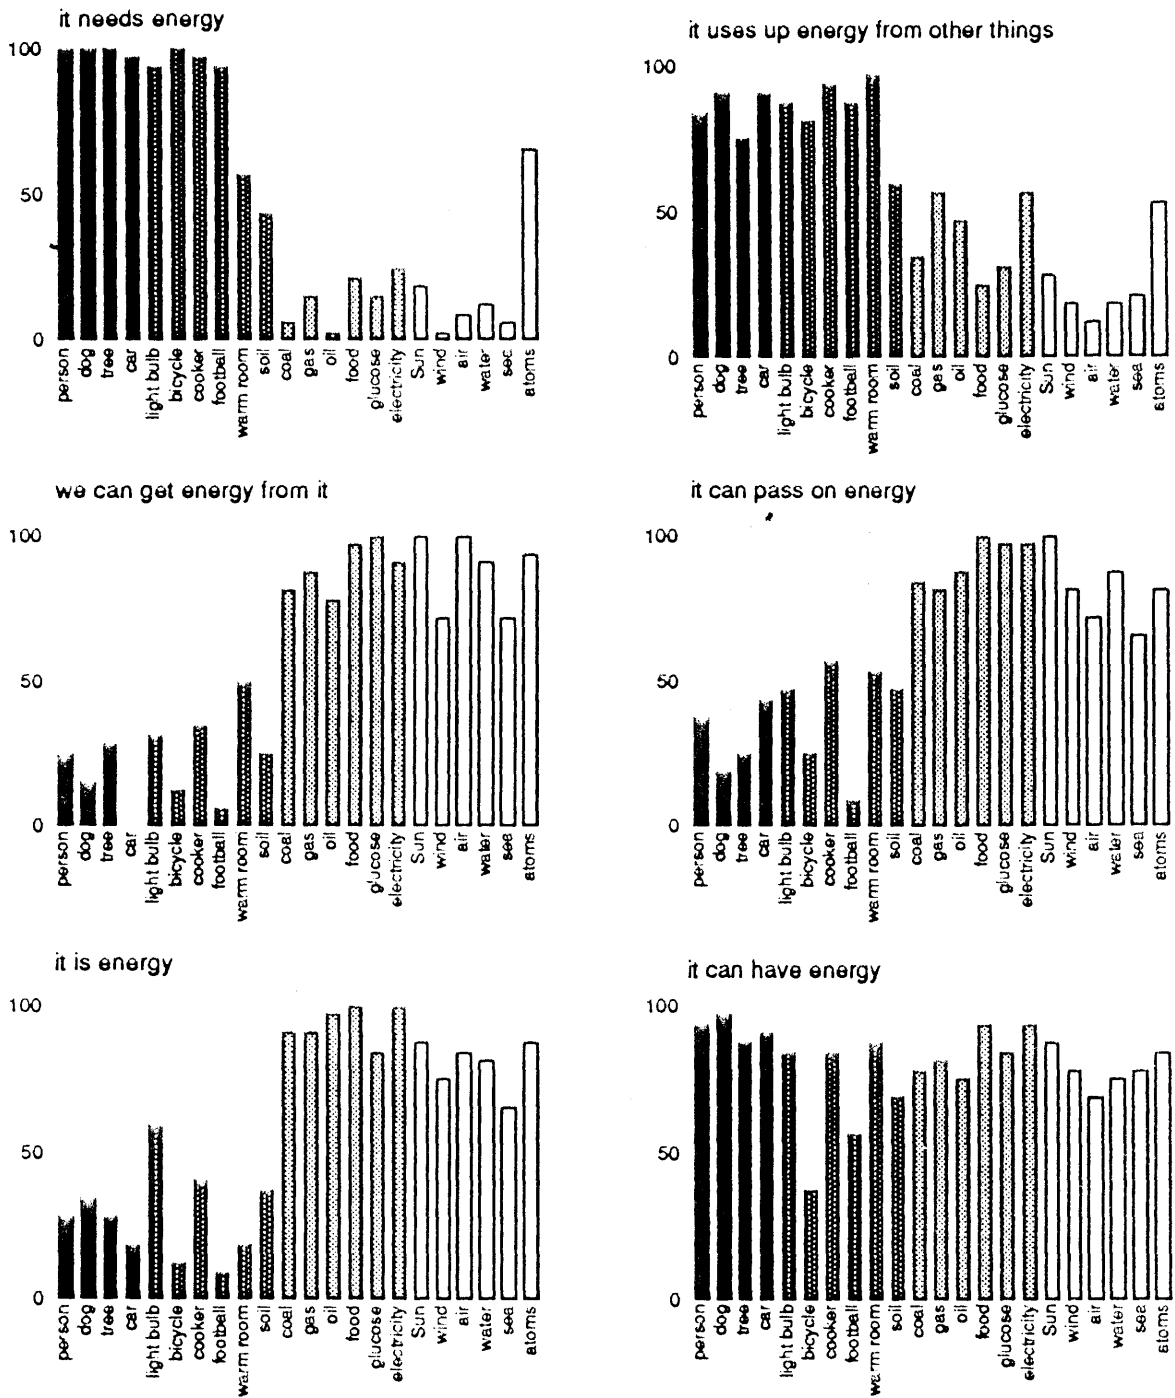 it needs energy
100
50
0
person dog tree car light bulb bicycle cooker football warm room soil coal gas oil food glucose electricity Sun wind air water sea atoms
it uses up energy from other things
100
50
0
person dog tree car light bulb bicycle cooker football warm room soil coal gas oil food glucose electricity Sun wind air water sea atoms
we can get energy from it
100
50
0
person dog tree car light bulb bicycle cooker football warm room soil coal gas oil food glucose electricity Sun wind air water sea atoms
it can pass on energy
100
50
0
person dog tree car light bulb bicycle cooker football warm room soil coal gas oil food glucose electricity Sun wind air water sea atoms
it is energy
100
50
0
person dog tree car light bulb bicycle cooker football warm room soil coal gas oil food glucose electricity Sun wind air water sea atoms
it can have energy
100
50
0
person dog tree car light bulb bicycle cooker football warm room soil coal gas oil food glucose electricity Sun wind air water sea atoms